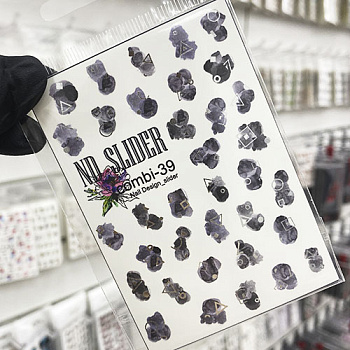 ND SLIDER
combi-39
Nail Design_slider